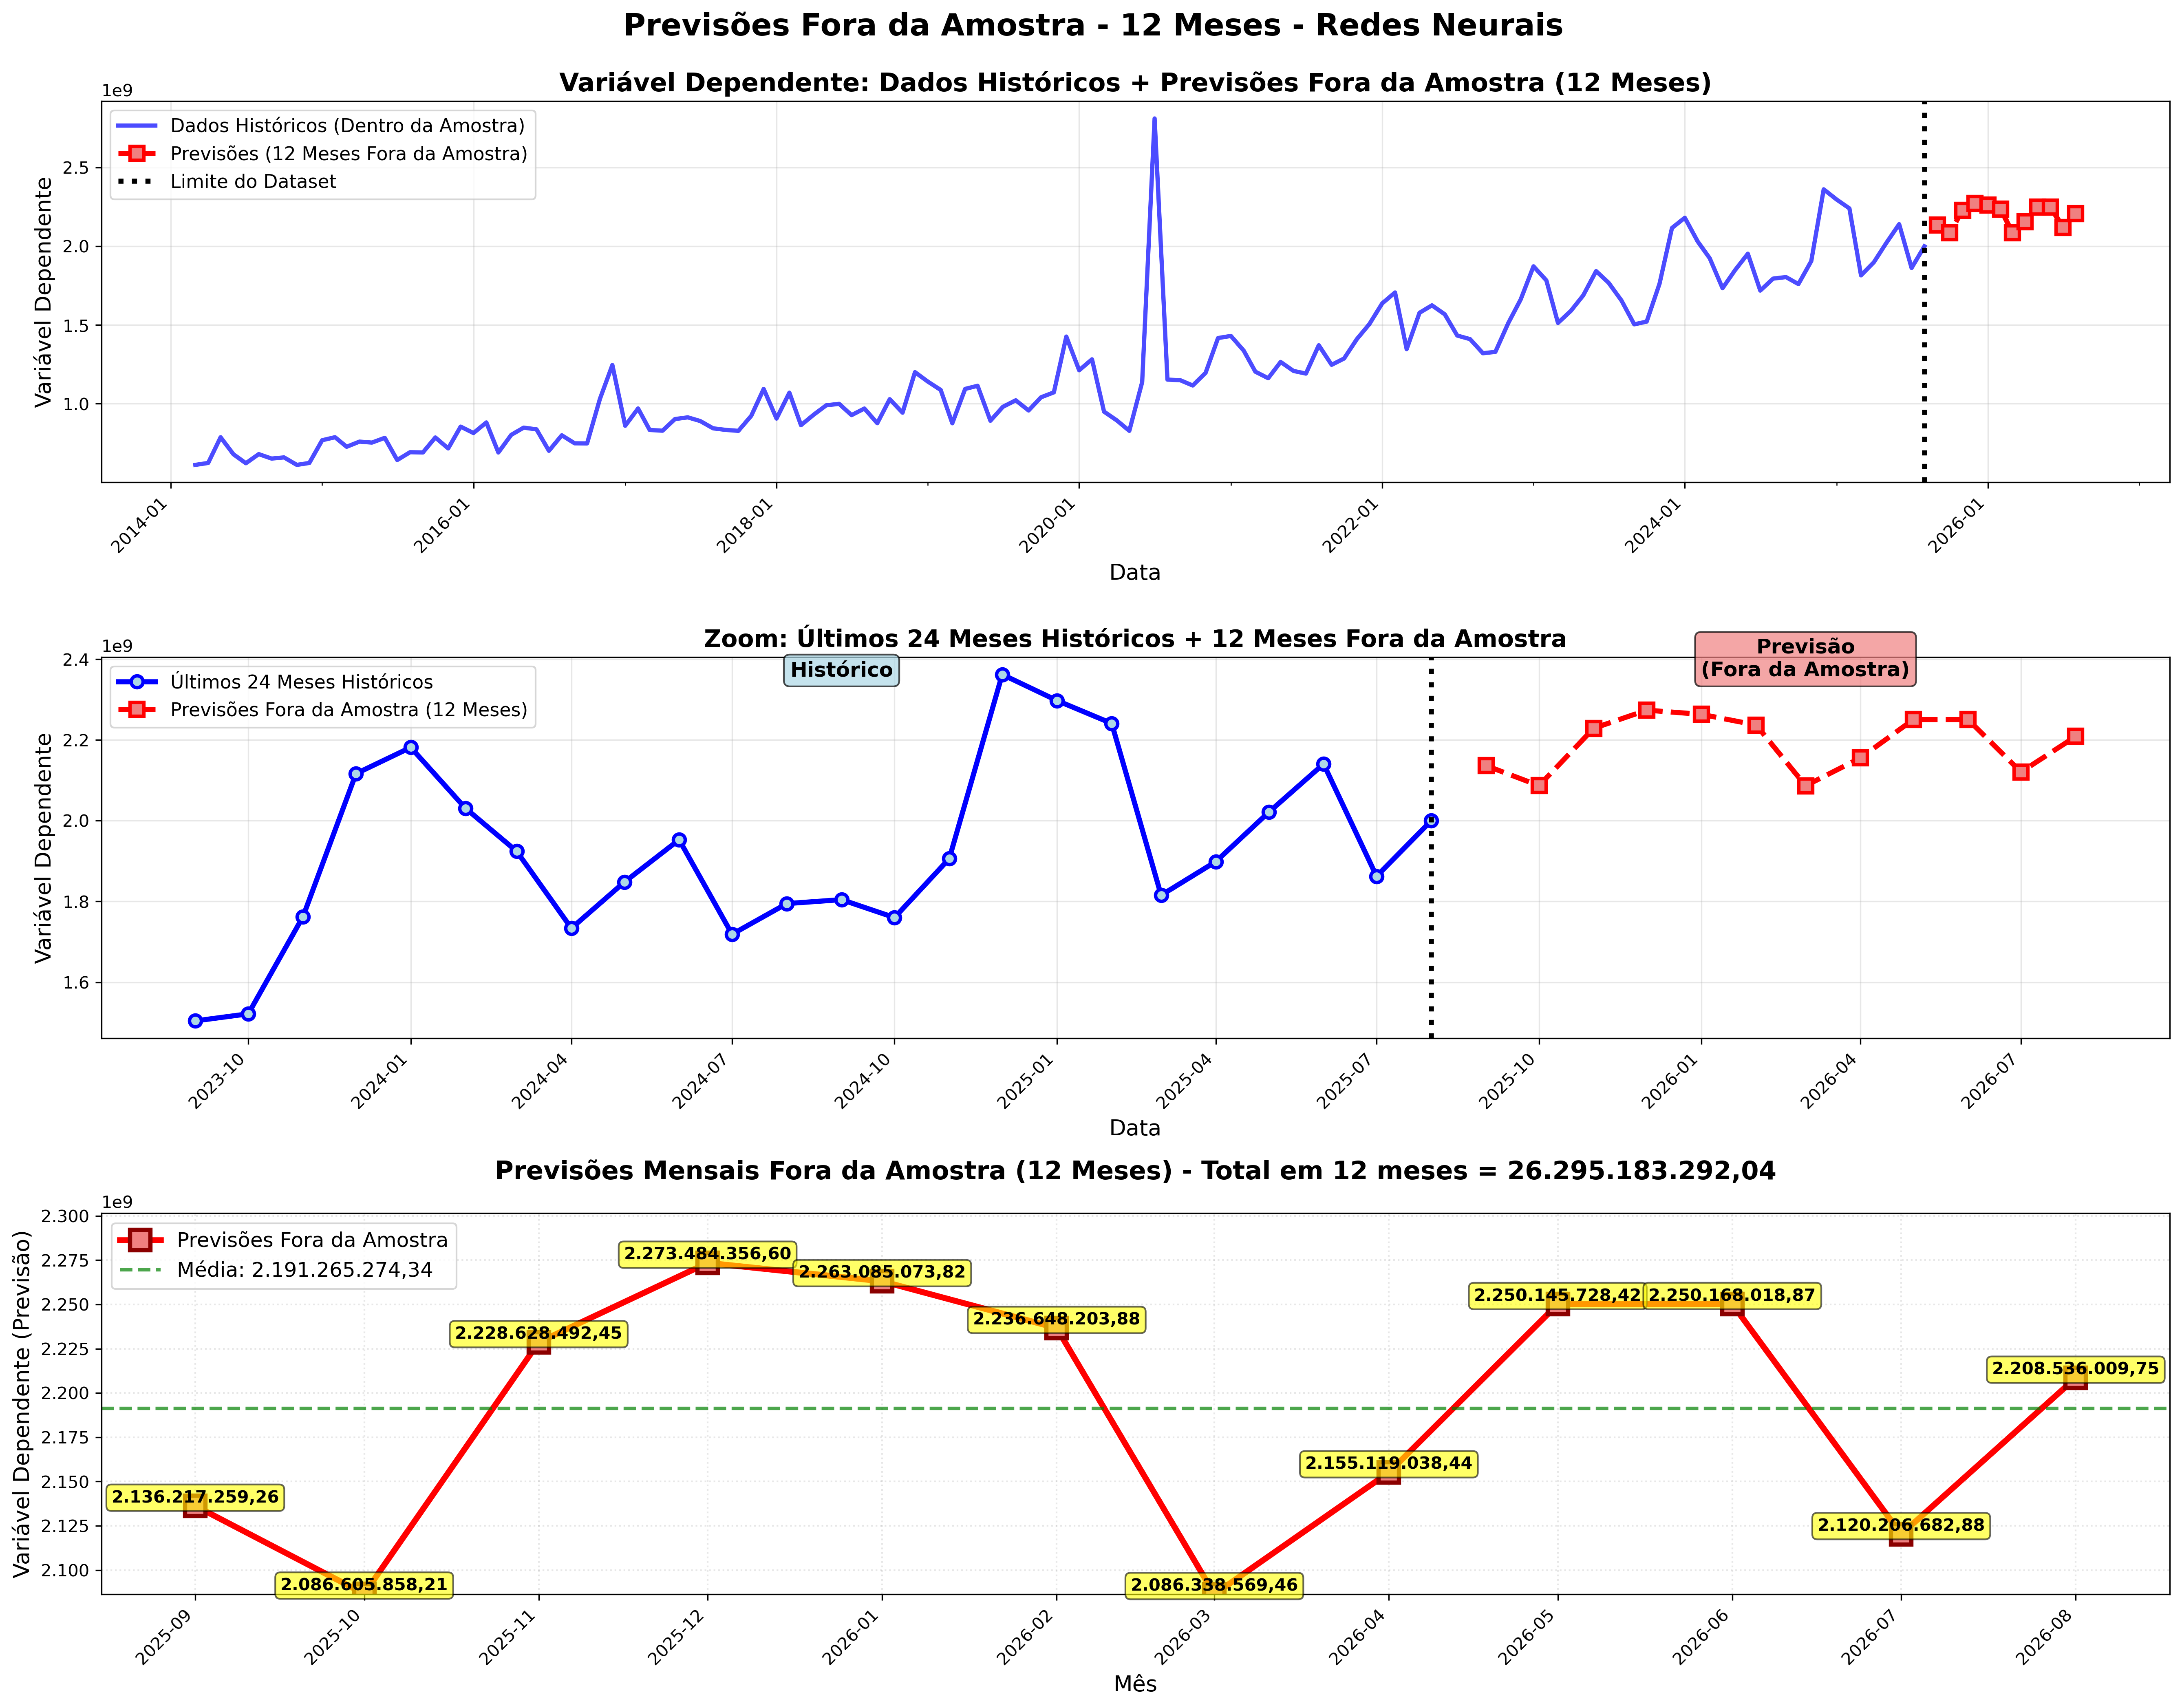 Previsões Fora da Amostra - 12 Meses - Redes Neurais
Variável Dependente: Dados Históricos + Previsões Fora da Amostra (12 Meses)
1e9
Dados Históricos (Dentro da Amostra)
Previsões (12 Meses Fora da Amostra)
Limite do Dataset
Variável Dependente
2.5
2.0
1.5
1.0
2014-01
2016-01
2018-01
2020-01
2022-01
2024-01
2026-01
Data
Zoom: Últimos 24 Meses Históricos + 12 Meses Fora da Amostra
1e9
Últimos 24 Meses Históricos
Previsões Fora da Amostra (12 Meses)
Histórico
Previsão
(Fora da Amostra)
Variável Dependente
2.4
2.2
2.0
1.8
1.6
2023-10
2024-01
2024-04
2024-07
2024-10
2025-01
2025-04
2025-07
2025-10
2026-01
2026-04
2026-07
Data
Previsões Mensais Fora da Amostra (12 Meses) - Total em 12 meses = 26.295.183.292,04
1e9
Previsões Fora da Amostra
Média: 2.191.265.274,34
Variável Dependente (Previsão)
2.300
2.275
2.250
2.225
2.200
2.175
2.150
2.125
2.100
2.136.217.259,26
2.086.605.858,21
2.228.628.492,45
2.273.484.356,60
2.263.085.073,82
2.236.648.203,88
2.086.338.569,46
2.155.119.038,44
2.250.145.728,42
2.250.168.018,87
2.120.206.682,88
2.208.536.009,75
2025-09
2025-10
2025-11
2025-12
2026-01
2026-02
2026-03
2026-04
2026-05
2026-06
2026-07
2026-08
Mês